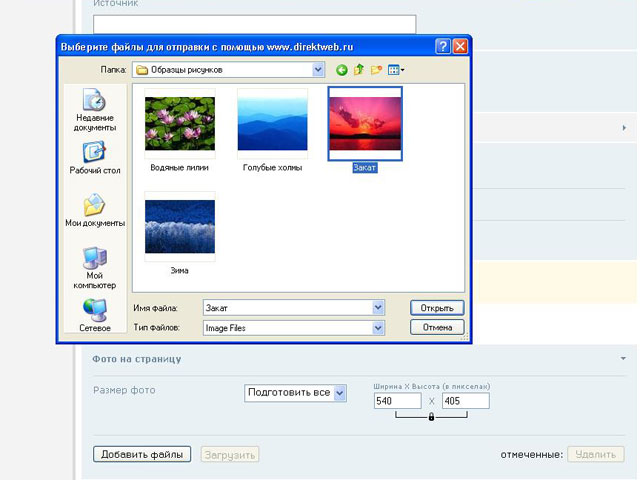 Источник
Выберите файлы для отправки с помощью www.direktweb.ru
Папка:
Образцы рисунков
Недавние
документы
Рабочий стол
Мои документы
Мой
компьютер
Сетевое
Водяные лилии
Голубые холмы
Закат
Зима
Имя файла:
Закат
Открыть
Тип файлов:
Image Files
Отмена
Фото на страницу
Размер фото
Подготовить все
Ширина X Высота (в пикселах)
540
X
405
Добавить файлы
Загрузить
отмеченные:
Удалить